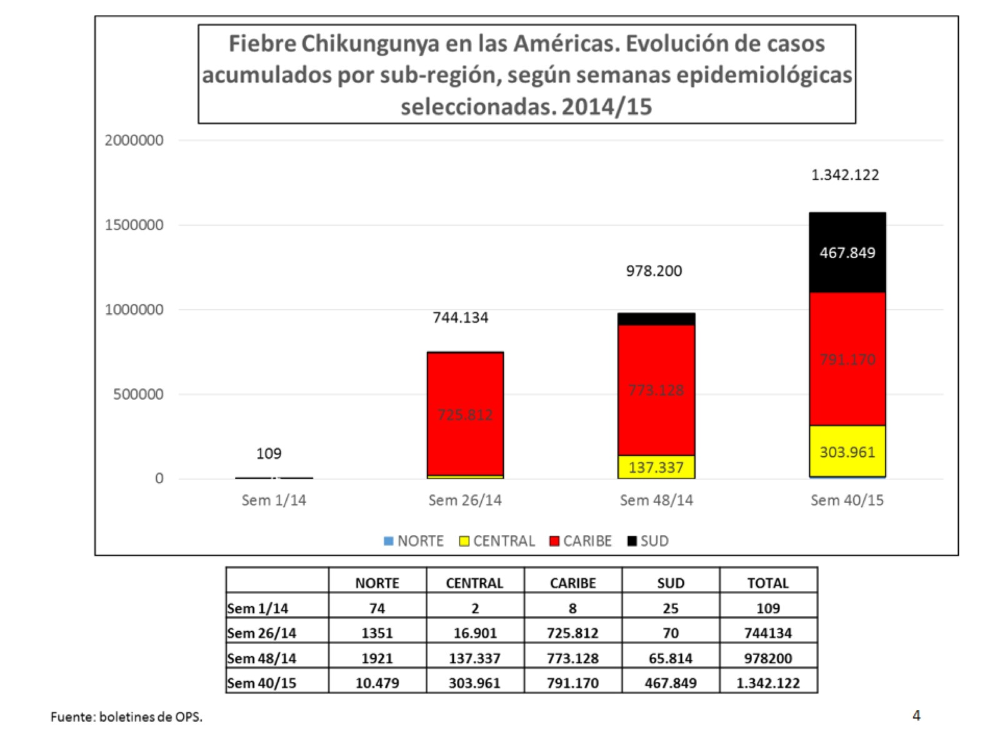 Fiebre Chikungunya en las Américas. Evolución de casos
acumulados por sub-región, según semanas epidemiológicas
seleccionadas. 2014/15
2000000
1500000
1000000
500000
0
109
744.134
978.200
1.342.122
725.812
773.128
137.337
467.849
791.170
303.961
Sem 1/14 Sem 26/14 Sem 48/14 Sem 40/15
NORTE CENTRAL CARIBE SUD
NORTE CENTRAL CARIBE SUD TOTAL
Sem 1/14 74 2 8 25 109
Sem 26/14 1351 16.901 725.812 70 744134
Sem 48/14 1921 137.337 773.128 65.814 978200
Sem 40/15 10.479 303.961 791.170 467.849 1.342.122
Fuente: boletines de OPS.
4